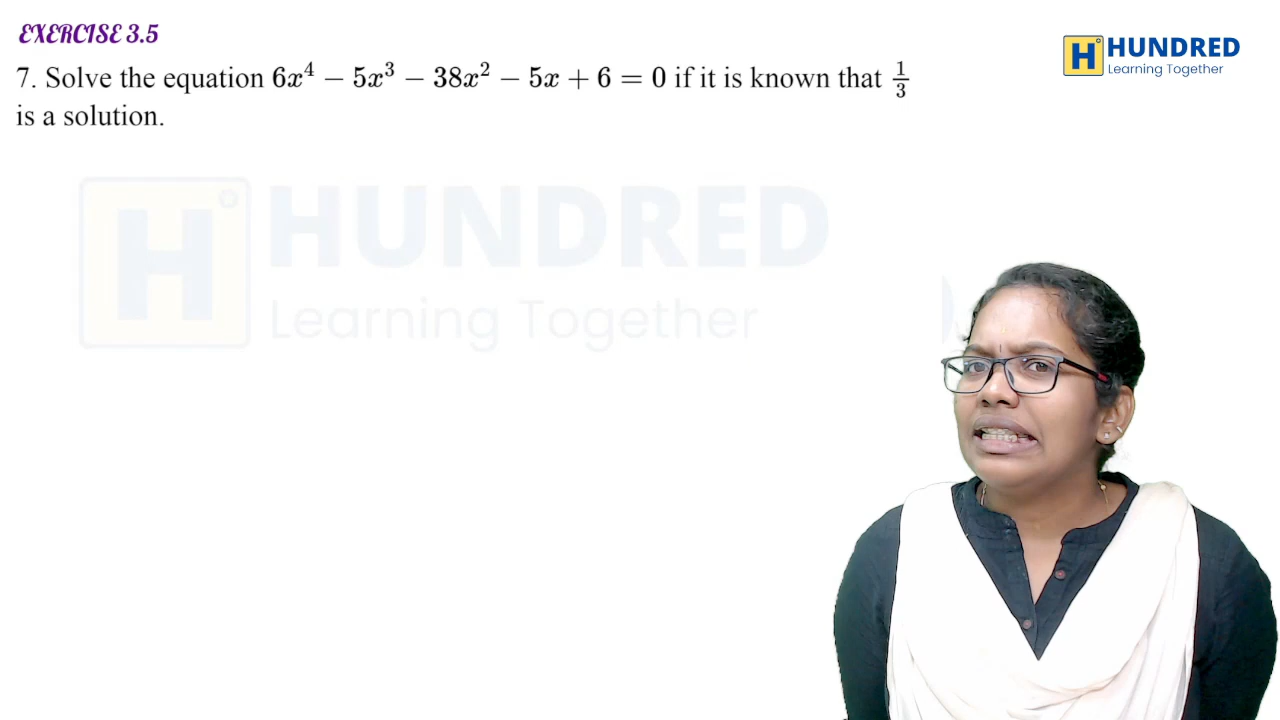 EXERCISE 3.5
HUNDRED
Learning Together
7. Solve the equation 6x⁴ − 5x³ − 38x² − 5x + 6 = 0 if it is known that 1/3
is a solution.
H
HUNDRED
Learning Together